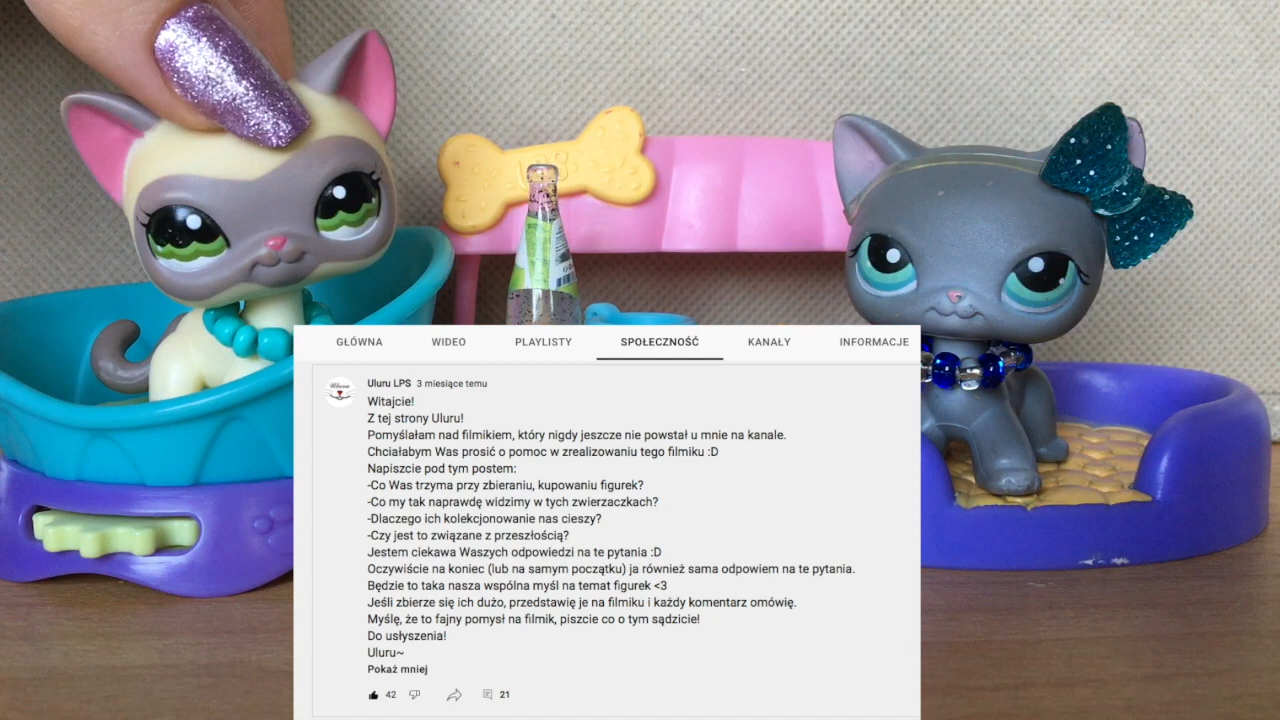 GŁÓWNA WIDEO PLAYLISTY SPOŁECZNOŚĆ KANAŁY INFORMACJE
Uluru LPS 3 miesiące temu
Witajcie!
Z tej strony Uluru!
Pomyślałam nad filmikiem, który nigdy jeszcze nie powstał u mnie na kanale.
Chciałabym Was prosić o pomoc w zrealizowaniu tego filmiku :D
Napiszcie pod tym postem:
-Co Was trzyma przy zbieraniu, kupowaniu figurek?
-Co my tak naprawdę widzimy w tych zwierzaczkach?
-Dlaczego ich kolekcjonowanie nas cieszy?
-Czy jest to związane z przeszłością?
Jestem ciekawa Waszych odpowiedzi na te pytania :D
Oczywiście na koniec (lub na samym początku) ja również sama odpowiem na te pytania.
Będzie to taka nasza wspólna myśl na temat figurek <3
Jeśli zbierze się ich dużo, przedstawię je na filmiku i każdy komentarz omówię.
Myślę, że to fajny pomysł na filmik, piszcie co o tym sądzicie!
Do usłyszenia!
Uluru~
Pokaż mniej
42 21